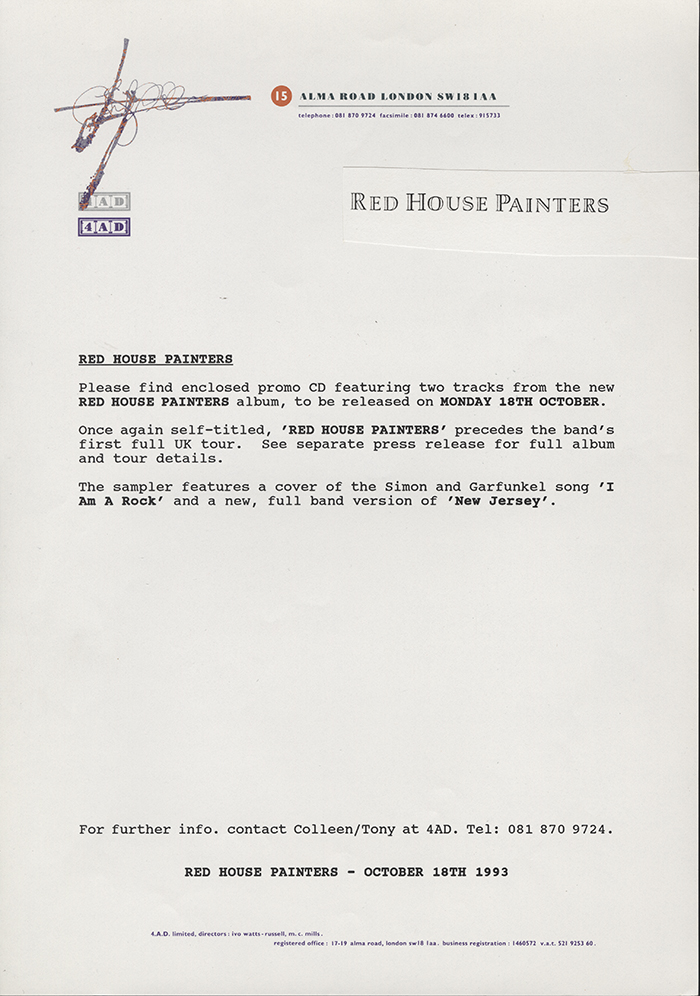 15 ALMA ROAD LONDON SW18 1AA
telephone : 081 870 9724 facsimile : 081 874 6600 telex : 915733
4AD
4AD
RED HOUSE PAINTERS
RED HOUSE PAINTERS
Please find enclosed promo CD featuring two tracks from the new
RED HOUSE PAINTERS album, to be released on MONDAY 18TH OCTOBER.
Once again self-titled, 'RED HOUSE PAINTERS' precedes the band's
first full UK tour. See separate press release for full album
and tour details.
The sampler features a cover of the Simon and Garfunkel song 'I
Am A Rock' and a new, full band version of 'New Jersey'.
For further info. contact Colleen/Tony at 4AD. Tel: 081 870 9724.
RED HOUSE PAINTERS - OCTOBER 18TH 1993
4.A.D. limited, directors : ivo watts-russell, m. c. mills.
registered office : 17-19 alma road, london sw18 1aa. business registration : 1460572 v.a.t. 521 9253 60.